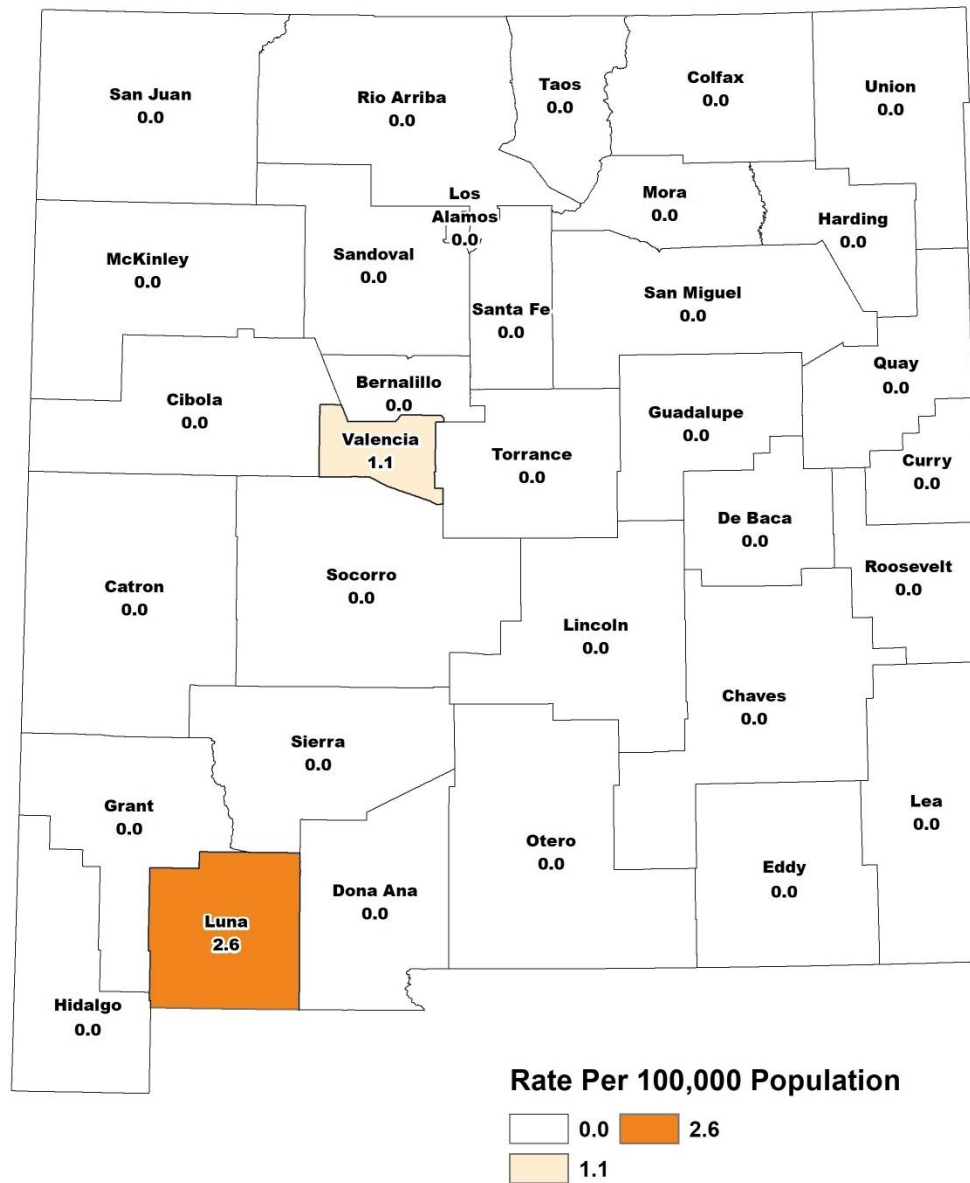 San Juan
0.0
Rio Arriba
0.0
Taos
0.0
Colfax
0.0
Union
0.0
Los
Alamos
0.0
Mora
0.0
Harding
0.0
McKinley
0.0
Sandoval
0.0
Santa Fe
0.0
San Miguel
0.0
Quay
0.0
Cibola
0.0
Bernalillo
0.0
Guadalupe
0.0
Valencia
1.1
Torrance
0.0
Curry
0.0
De Baca
0.0
Catron
0.0
Socorro
0.0
Roosevelt
0.0
Lincoln
0.0
Chaves
0.0
Sierra
0.0
Grant
0.0
Otero
0.0
Lea
0.0
Eddy
0.0
Dona Ana
0.0
Luna
2.6
Hidalgo
0.0
Rate Per 100,000 Population
0.0
2.6
1.1